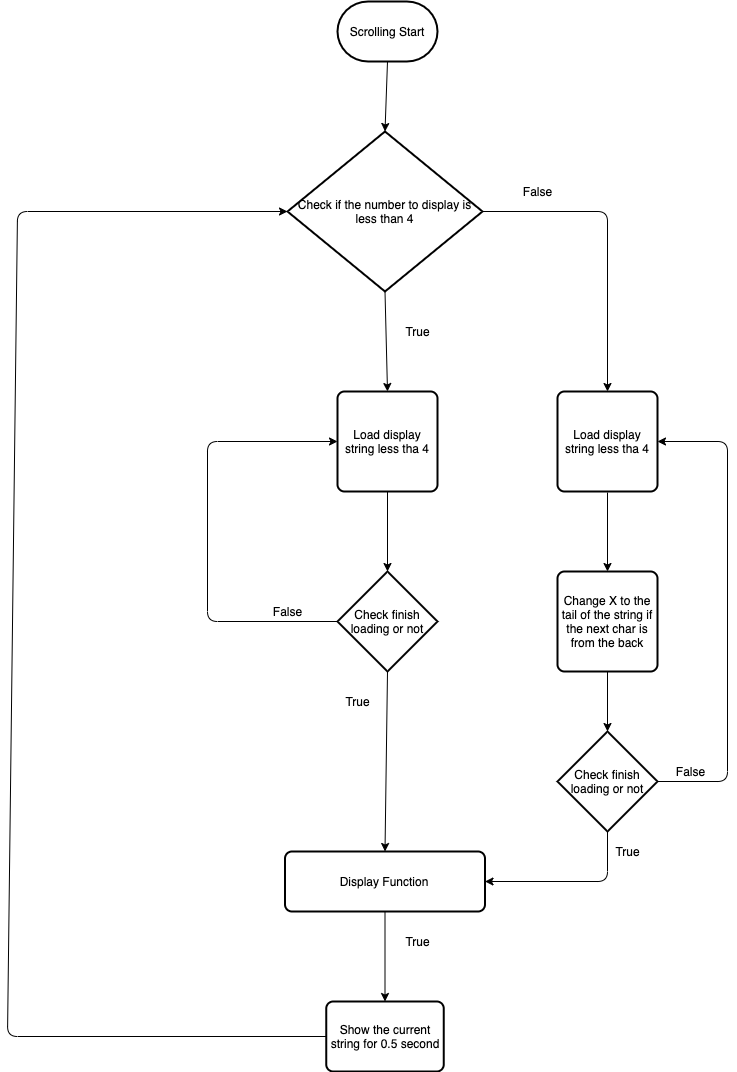 Scrolling Start
False
Check if the number to display is
less than 4
True
Load display
string less tha 4
Load display
string less tha 4
Change X to the
tail of the string if
the next char is
from the back
False
Check finish
loading or not
True
Check finish
loading or not
False
True
Display Function
True
Show the current
string for 0.5 second